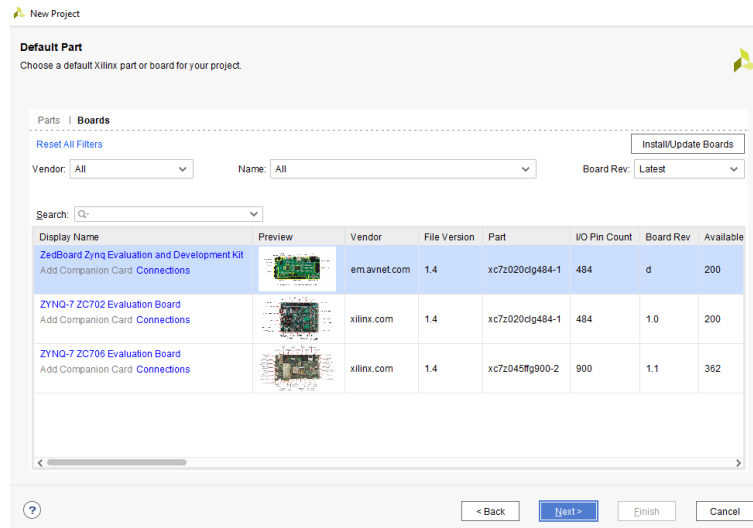 New Project
Default Part
Choose a default Xilinx part or board for your project.
Parts | Boards
Reset All Filters
Install/Update Boards
Vendor: All Name: All Board Rev: Latest
Search:
Display Name Preview Vendor File Version Part I/O Pin Count Board Rev Available
ZedBoard Zynq Evaluation and Development Kit
Add Companion Card Connections
em.avnet.com 1.4 xc7z020clg484-1 484 d 200
ZYNQ-7 ZC702 Evaluation Board
Add Companion Card Connections
xilinx.com 1.4 xc7z020clg484-1 484 1.0 200
ZYNQ-7 ZC706 Evaluation Board
Add Companion Card Connections
xilinx.com 1.4 xc7z045ffg900-2 900 1.1 362
? < Back Next > Finish Cancel